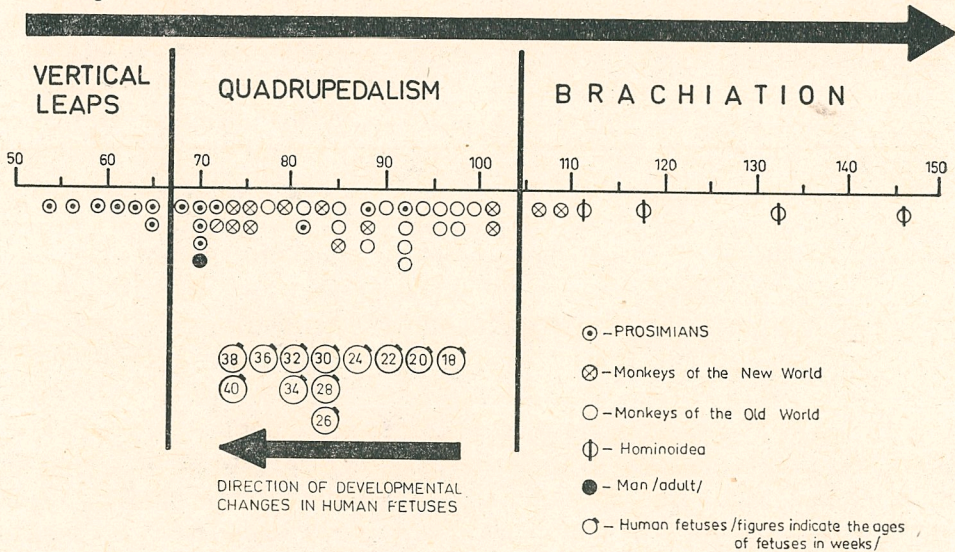 VERTICAL
LEAPS
QUADRUPEDALISM
BRACHIATION
50 60 70 80 90 100 110 120 130 140 150
38 36 32 30 24 22 20 18
40 34 28
26
DIRECTION OF DEVELOPMENTAL
CHANGES IN HUMAN FETUSES
– PROSIMIANS
– Monkeys of the New World
– Monkeys of the Old World
– Hominoidea
– Man /adult/
– Human fetuses /figures indicate the ages
of fetuses in weeks/